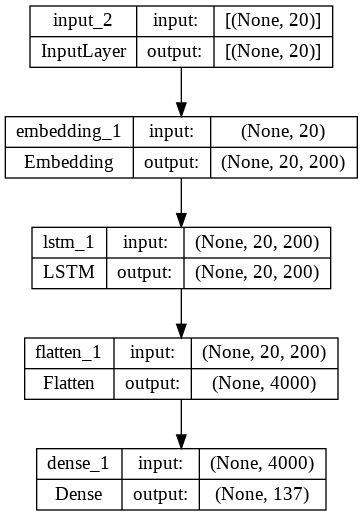 input_2 input: [(None, 20)]
InputLayer output: [(None, 20)]
embedding_1 input: (None, 20)
Embedding output: (None, 20, 200)
lstm_1 input: (None, 20, 200)
LSTM output: (None, 20, 200)
flatten_1 input: (None, 20, 200)
Flatten output: (None, 4000)
dense_1 input: (None, 4000)
Dense output: (None, 137)